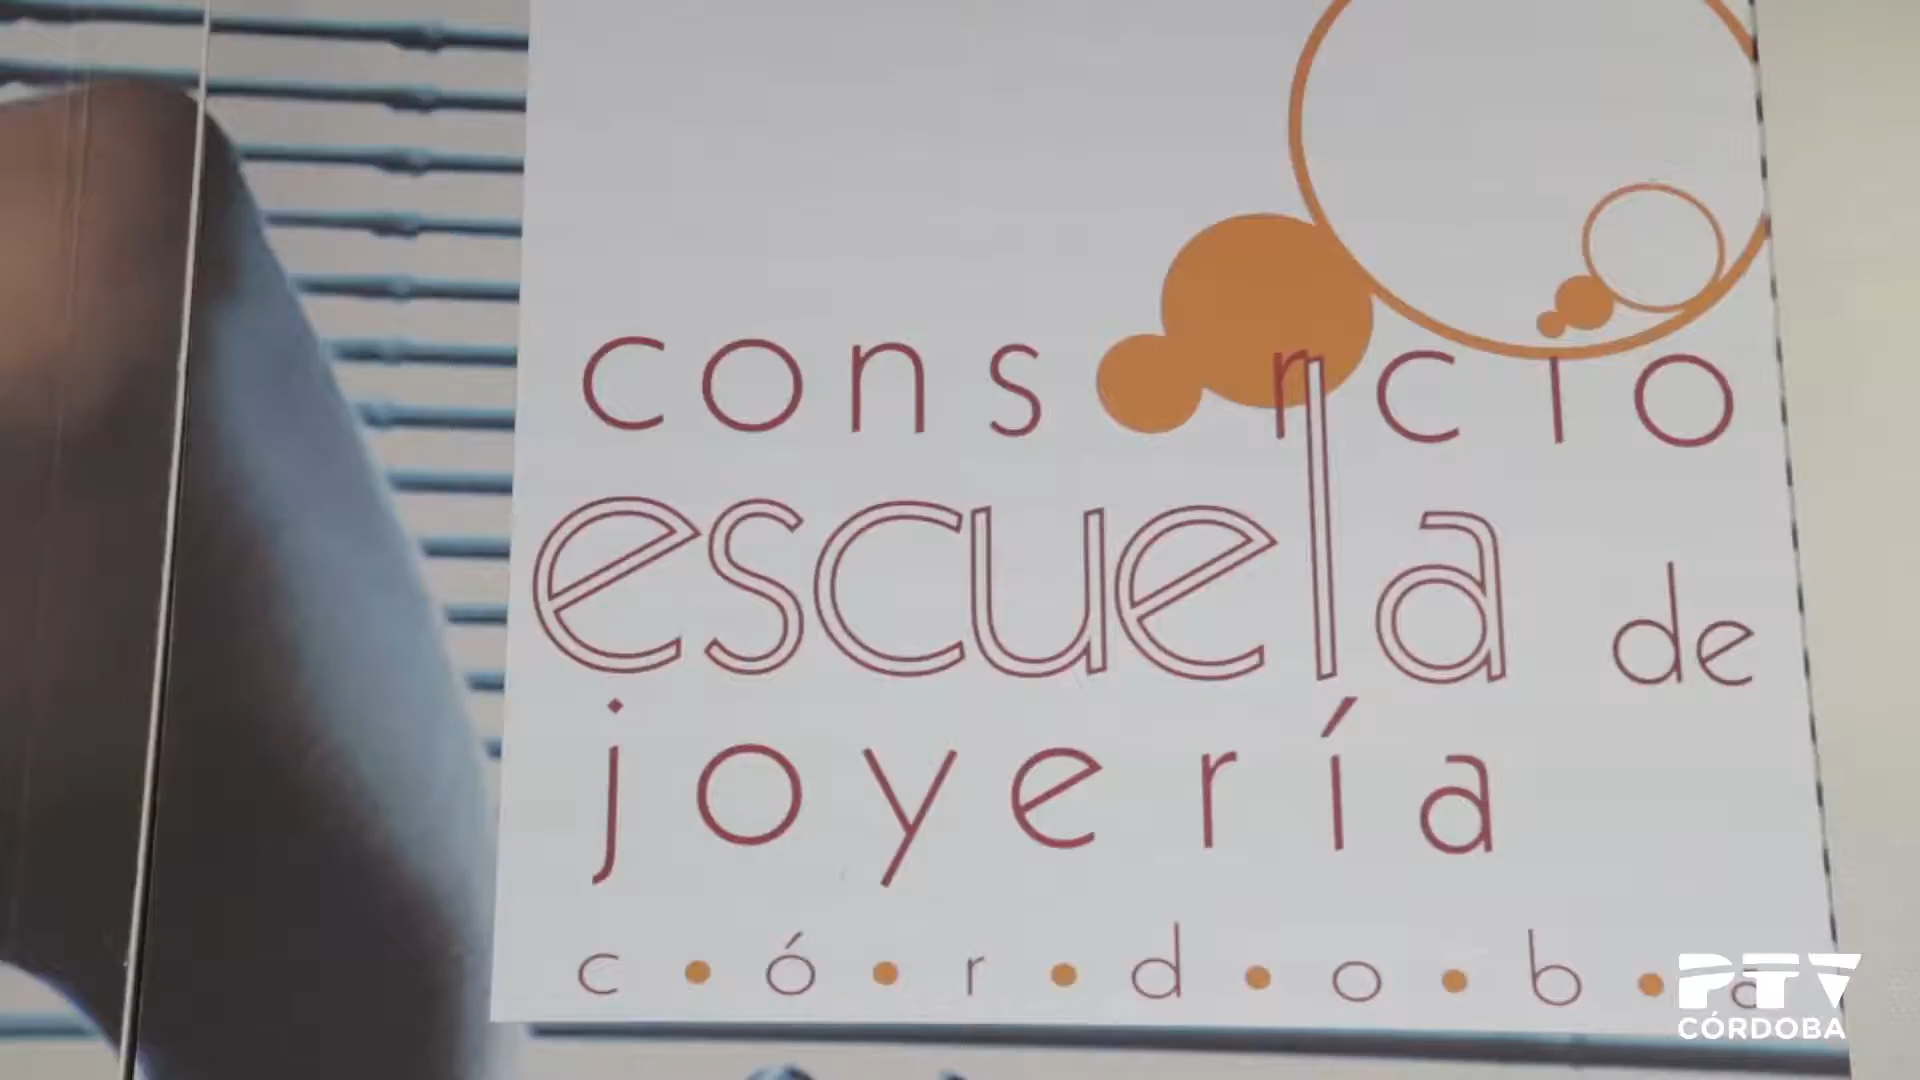 consorcio
escuela de
joyería
c•ó•r•d•o•b•a
PTV
CÓRDOBA